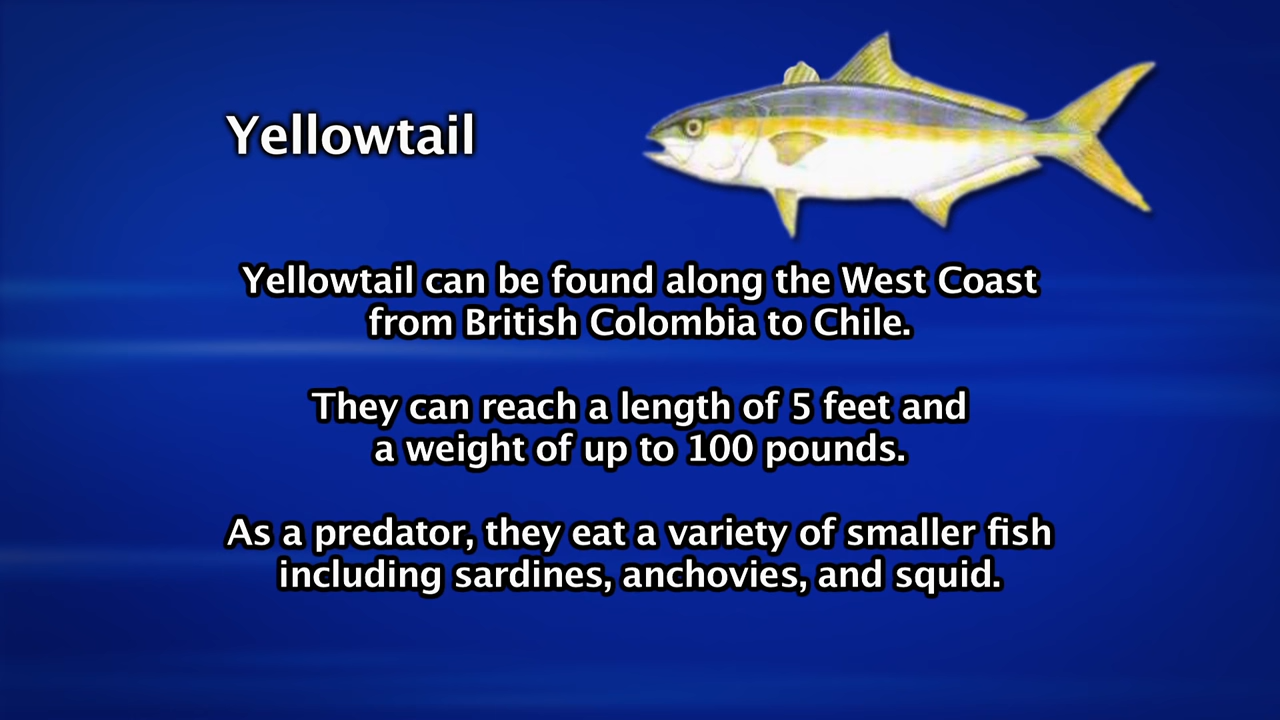 Yellowtail
Yellowtail can be found along the West Coast
from British Colombia to Chile.
They can reach a length of 5 feet and
a weight of up to 100 pounds.
As a predator, they eat a variety of smaller fish
including sardines, anchovies, and squid.